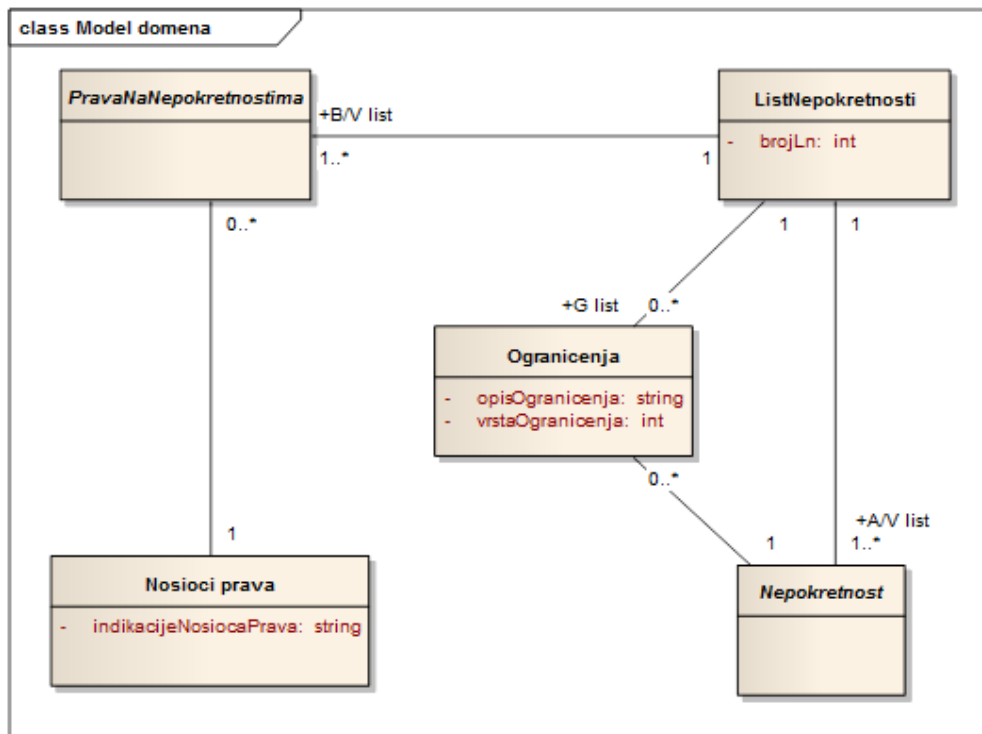 class Model domena
PravaNaNepokretnostima
ListNepokretnosti
- brojLn: int
+B/V list
1..*
1
0..*
1
1
+G list
0..*
Ogranicenja
- opisOgranicenja: string
- vrstaOgranicenja: int
0..*
+A/V list
1
1
1..*
Nosioci prava
- indikacijeNosiocaPrava: string
Nepokretnost